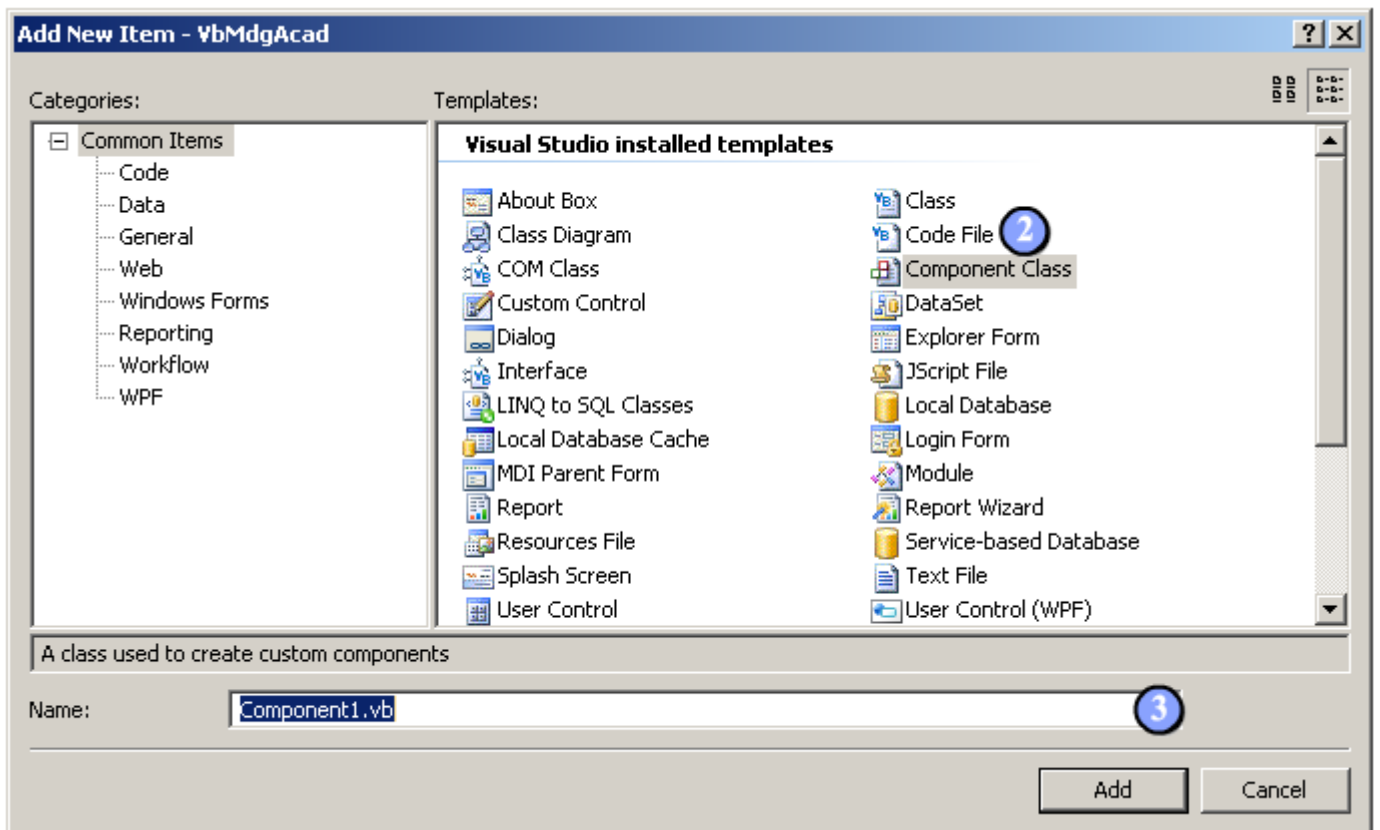 Add New Item - VbMdgAcad
Categories:
Templates:
Common Items
Code
Data
General
Web
Windows Forms
Reporting
Workflow
WPF
Visual Studio installed templates
About Box
Class
Class Diagram
Code File
2
COM Class
Component Class
Custom Control
DataSet
Dialog
Explorer Form
Interface
JScript File
LINQ to SQL Classes
Local Database
Local Database Cache
Login Form
MDI Parent Form
Module
Report
Report Wizard
Resources File
Service-based Database
Splash Screen
Text File
User Control
User Control (WPF)
A class used to create custom components
Name:
Component1.vb
3
Add
Cancel